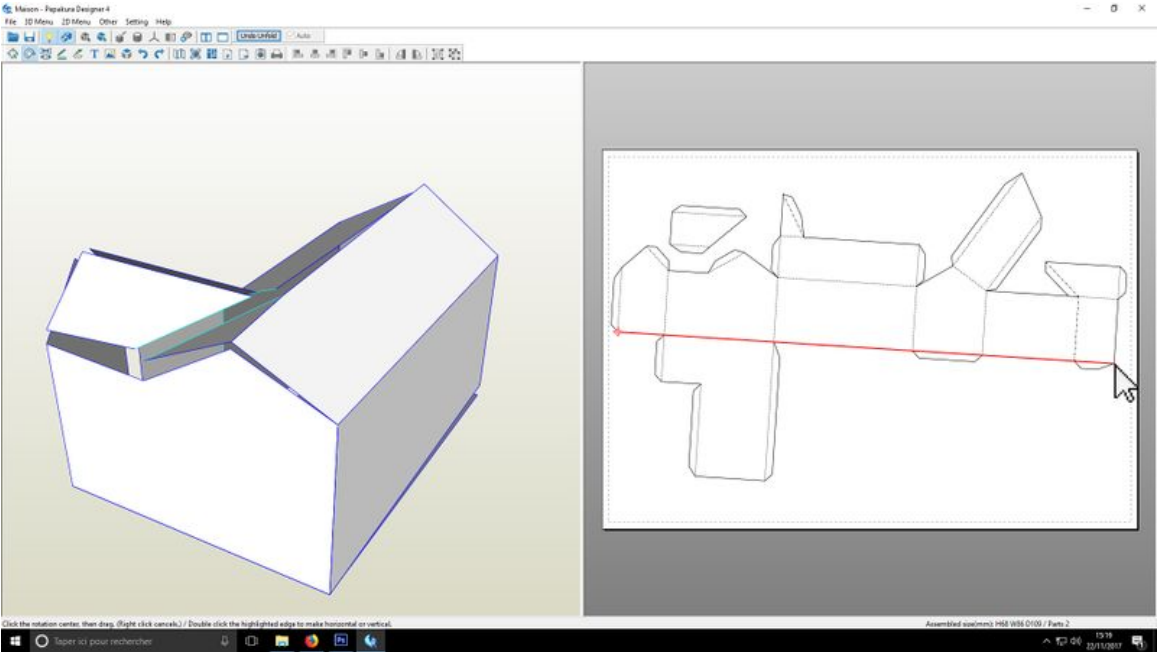 Maison - Pepakura Designer 4
File 3D Menu 2D Menu Other Setting Help
Undo Unfold Auto
Click the rotation center, then drag. (Right click cancels.) / Double click the highlighted edge to make horizontal or vertical.
Assembled size(mm): H68 W86 D109 / Parts 2
Taper ici pour rechercher
Ps
15:19
22/11/2017